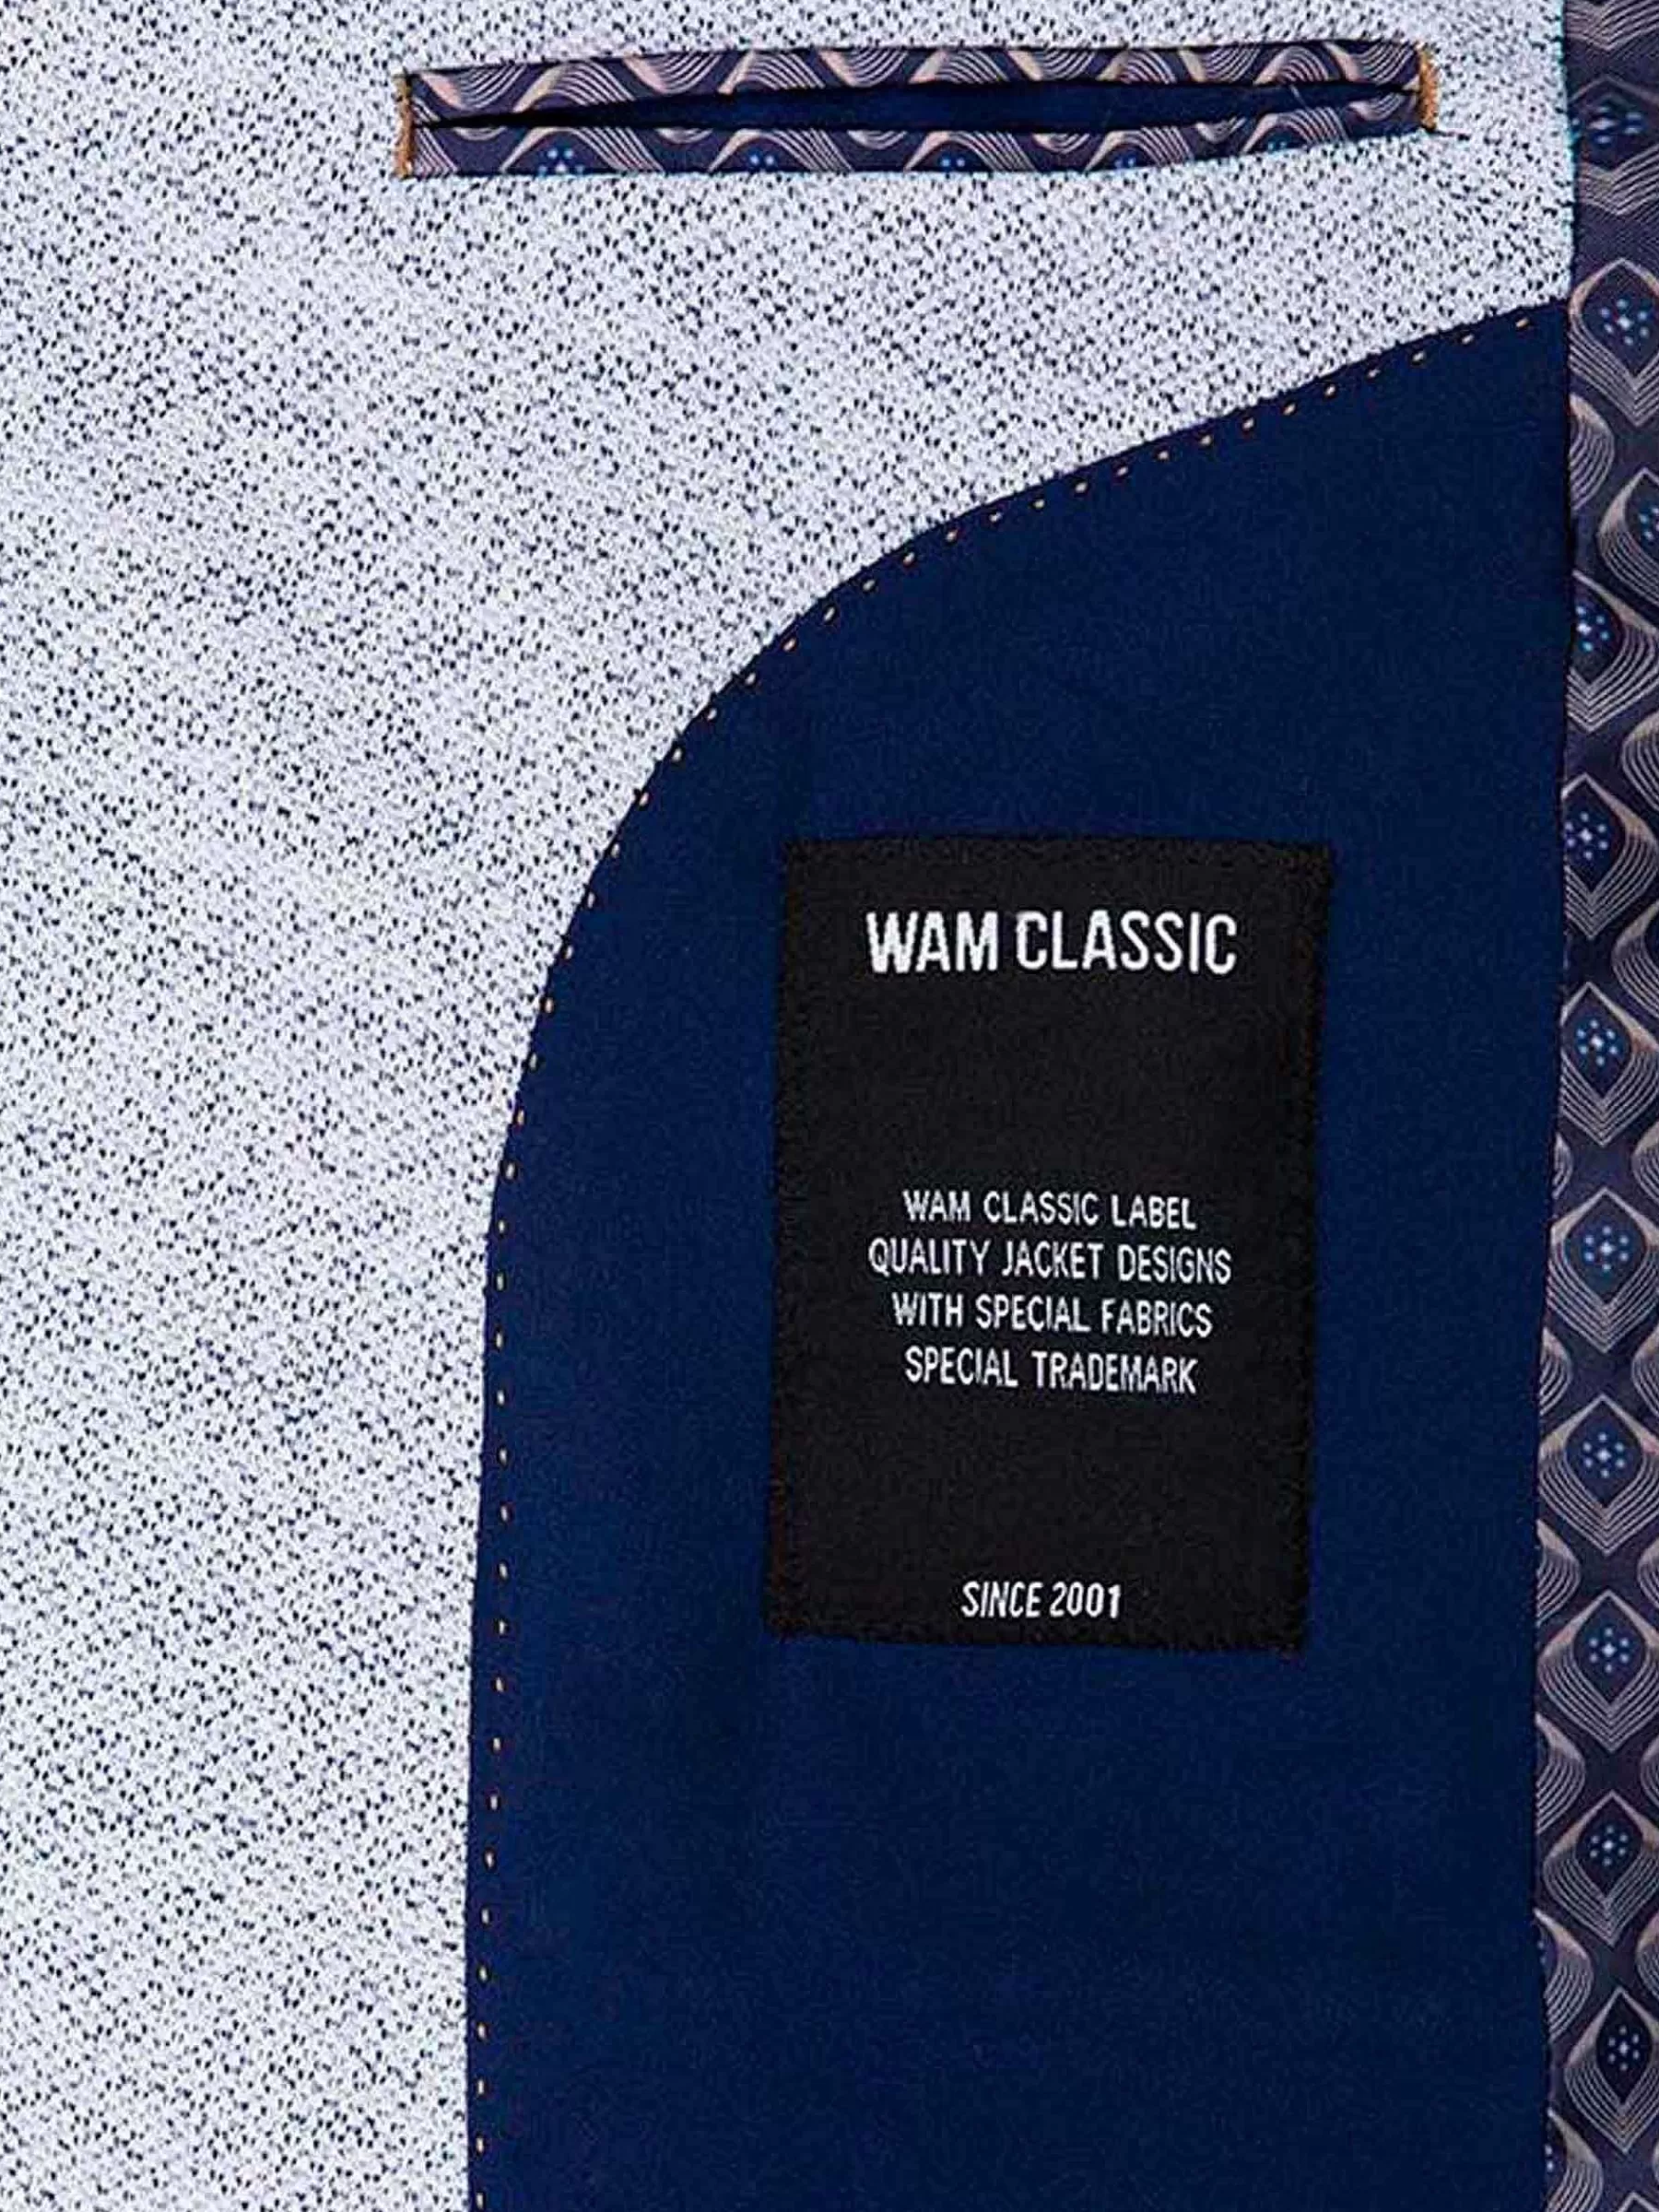 WAM CLASSIC
WAM CLASSIC LABEL
QUALITY JACKET DESIGNS
WITH SPECIAL FABRICS
SPECIAL TRADEMARK
SINCE 2001